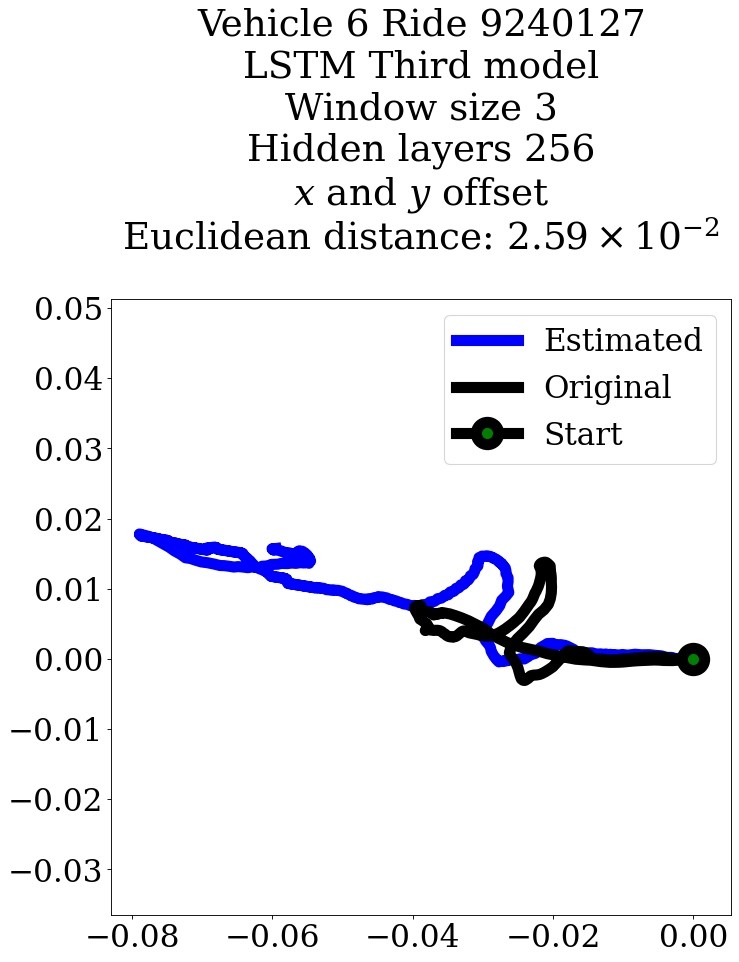 Vehicle 6 Ride 9240127
LSTM Third model
Window size 3
Hidden layers 256
x and y offset
Euclidean distance: 2.59 × 10⁻²
Estimated
Original
Start
0.05
0.04
0.03
0.02
0.01
0.00
−0.01
−0.02
−0.03
−0.08 −0.06 −0.04 −0.02 0.00